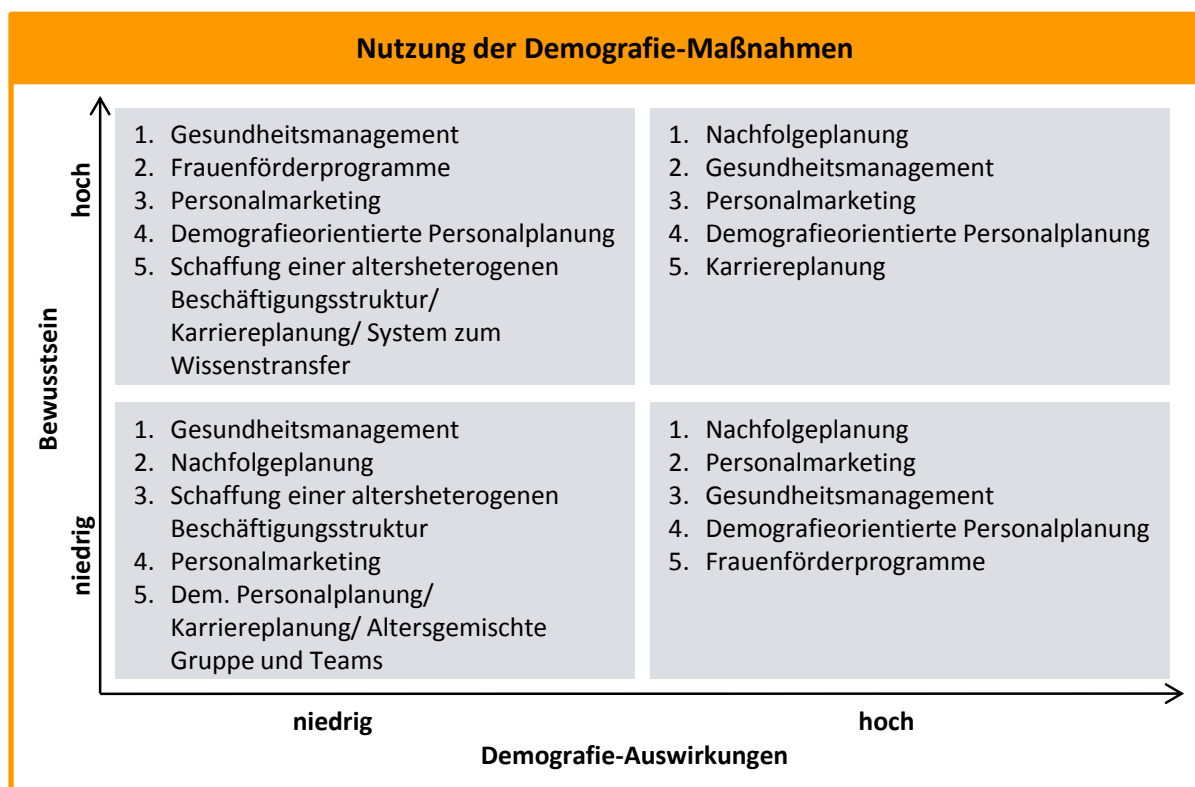 Nutzung der Demografie-Maßnahmen
Bewusstsein
hoch
1. Gesundheitsmanagement
2. Frauenförderprogramme
3. Personalmarketing
4. Demografieorientierte Personalplanung
5. Schaffung einer altersheterogenen
Beschäftigungsstruktur/
Karriereplanung/ System zum
Wissenstransfer
1. Nachfolgeplanung
2. Gesundheitsmanagement
3. Personalmarketing
4. Demografieorientierte Personalplanung
5. Karriereplanung
niedrig
1. Gesundheitsmanagement
2. Nachfolgeplanung
3. Schaffung einer altersheterogenen
Beschäftigungsstruktur
4. Personalmarketing
5. Dem. Personalplanung/
Karriereplanung/ Altersgemischte
Gruppe und Teams
1. Nachfolgeplanung
2. Personalmarketing
3. Gesundheitsmanagement
4. Demografieorientierte Personalplanung
5. Frauenförderprogramme
niedrig
hoch
Demografie-Auswirkungen